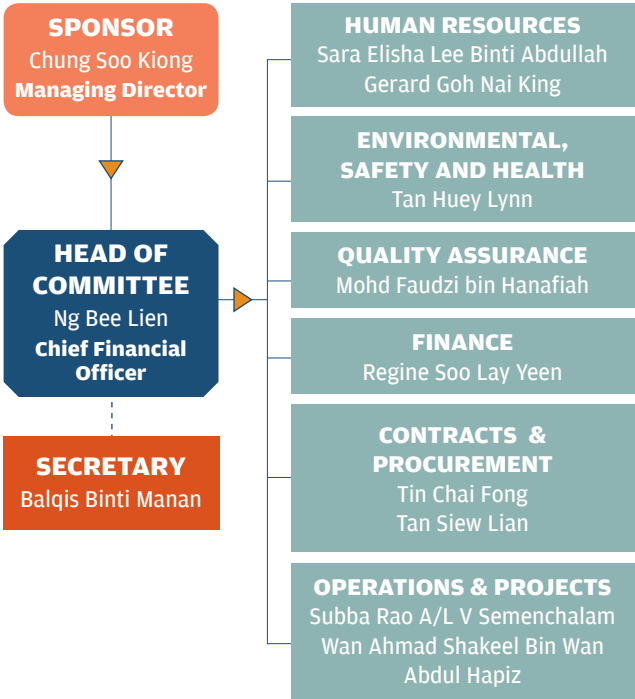 SPONSOR
Chung Soo Kiong
Managing Director
HEAD OF
COMMITTEE
Ng Bee Lien
Chief Financial
Officer
SECRETARY
Balqis Binti Manan
HUMAN RESOURCES
Sara Elisha Lee Binti Abdullah
Gerard Goh Nai King
ENVIRONMENTAL,
SAFETY AND HEALTH
Tan Huey Lynn
QUALITY ASSURANCE
Mohd Faudzi bin Hanafiah
FINANCE
Regine Soo Lay Yeen
CONTRACTS &
PROCUREMENT
Tin Chai Fong
Tan Siew Lian
OPERATIONS & PROJECTS
Subba Rao A/L V Semenchalam
Wan Ahmad Shakeel Bin Wan
Abdul Hapiz